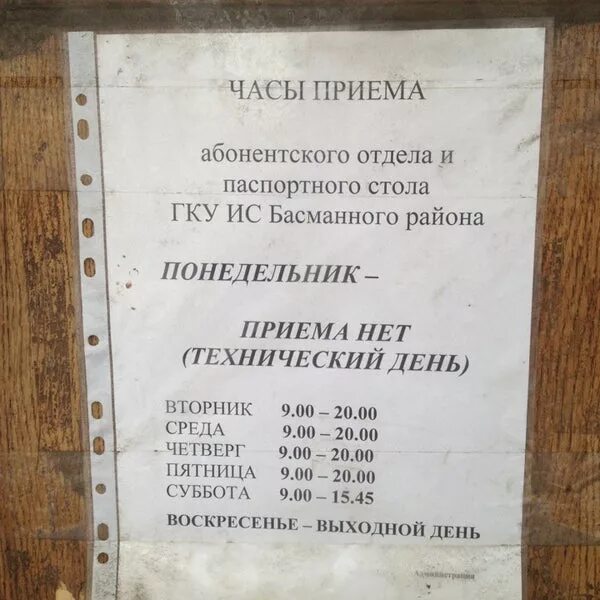 ЧАСЫ ПРИЕМА
абонентского отдела и
паспортного стола
ГКУ ИС Басманного района
ПОНЕДЕЛЬНИК –
ПРИЕМА НЕТ
(ТЕХНИЧЕСКИЙ ДЕНЬ)
ВТОРНИК 9.00 – 20.00
СРЕДА 9.00 – 20.00
ЧЕТВЕРГ 9.00 – 20.00
ПЯТНИЦА 9.00 – 20.00
СУББОТА 9.00 – 15.45
ВОСКРЕСЕНЬЕ – ВЫХОДНОЙ ДЕНЬ
Администрация